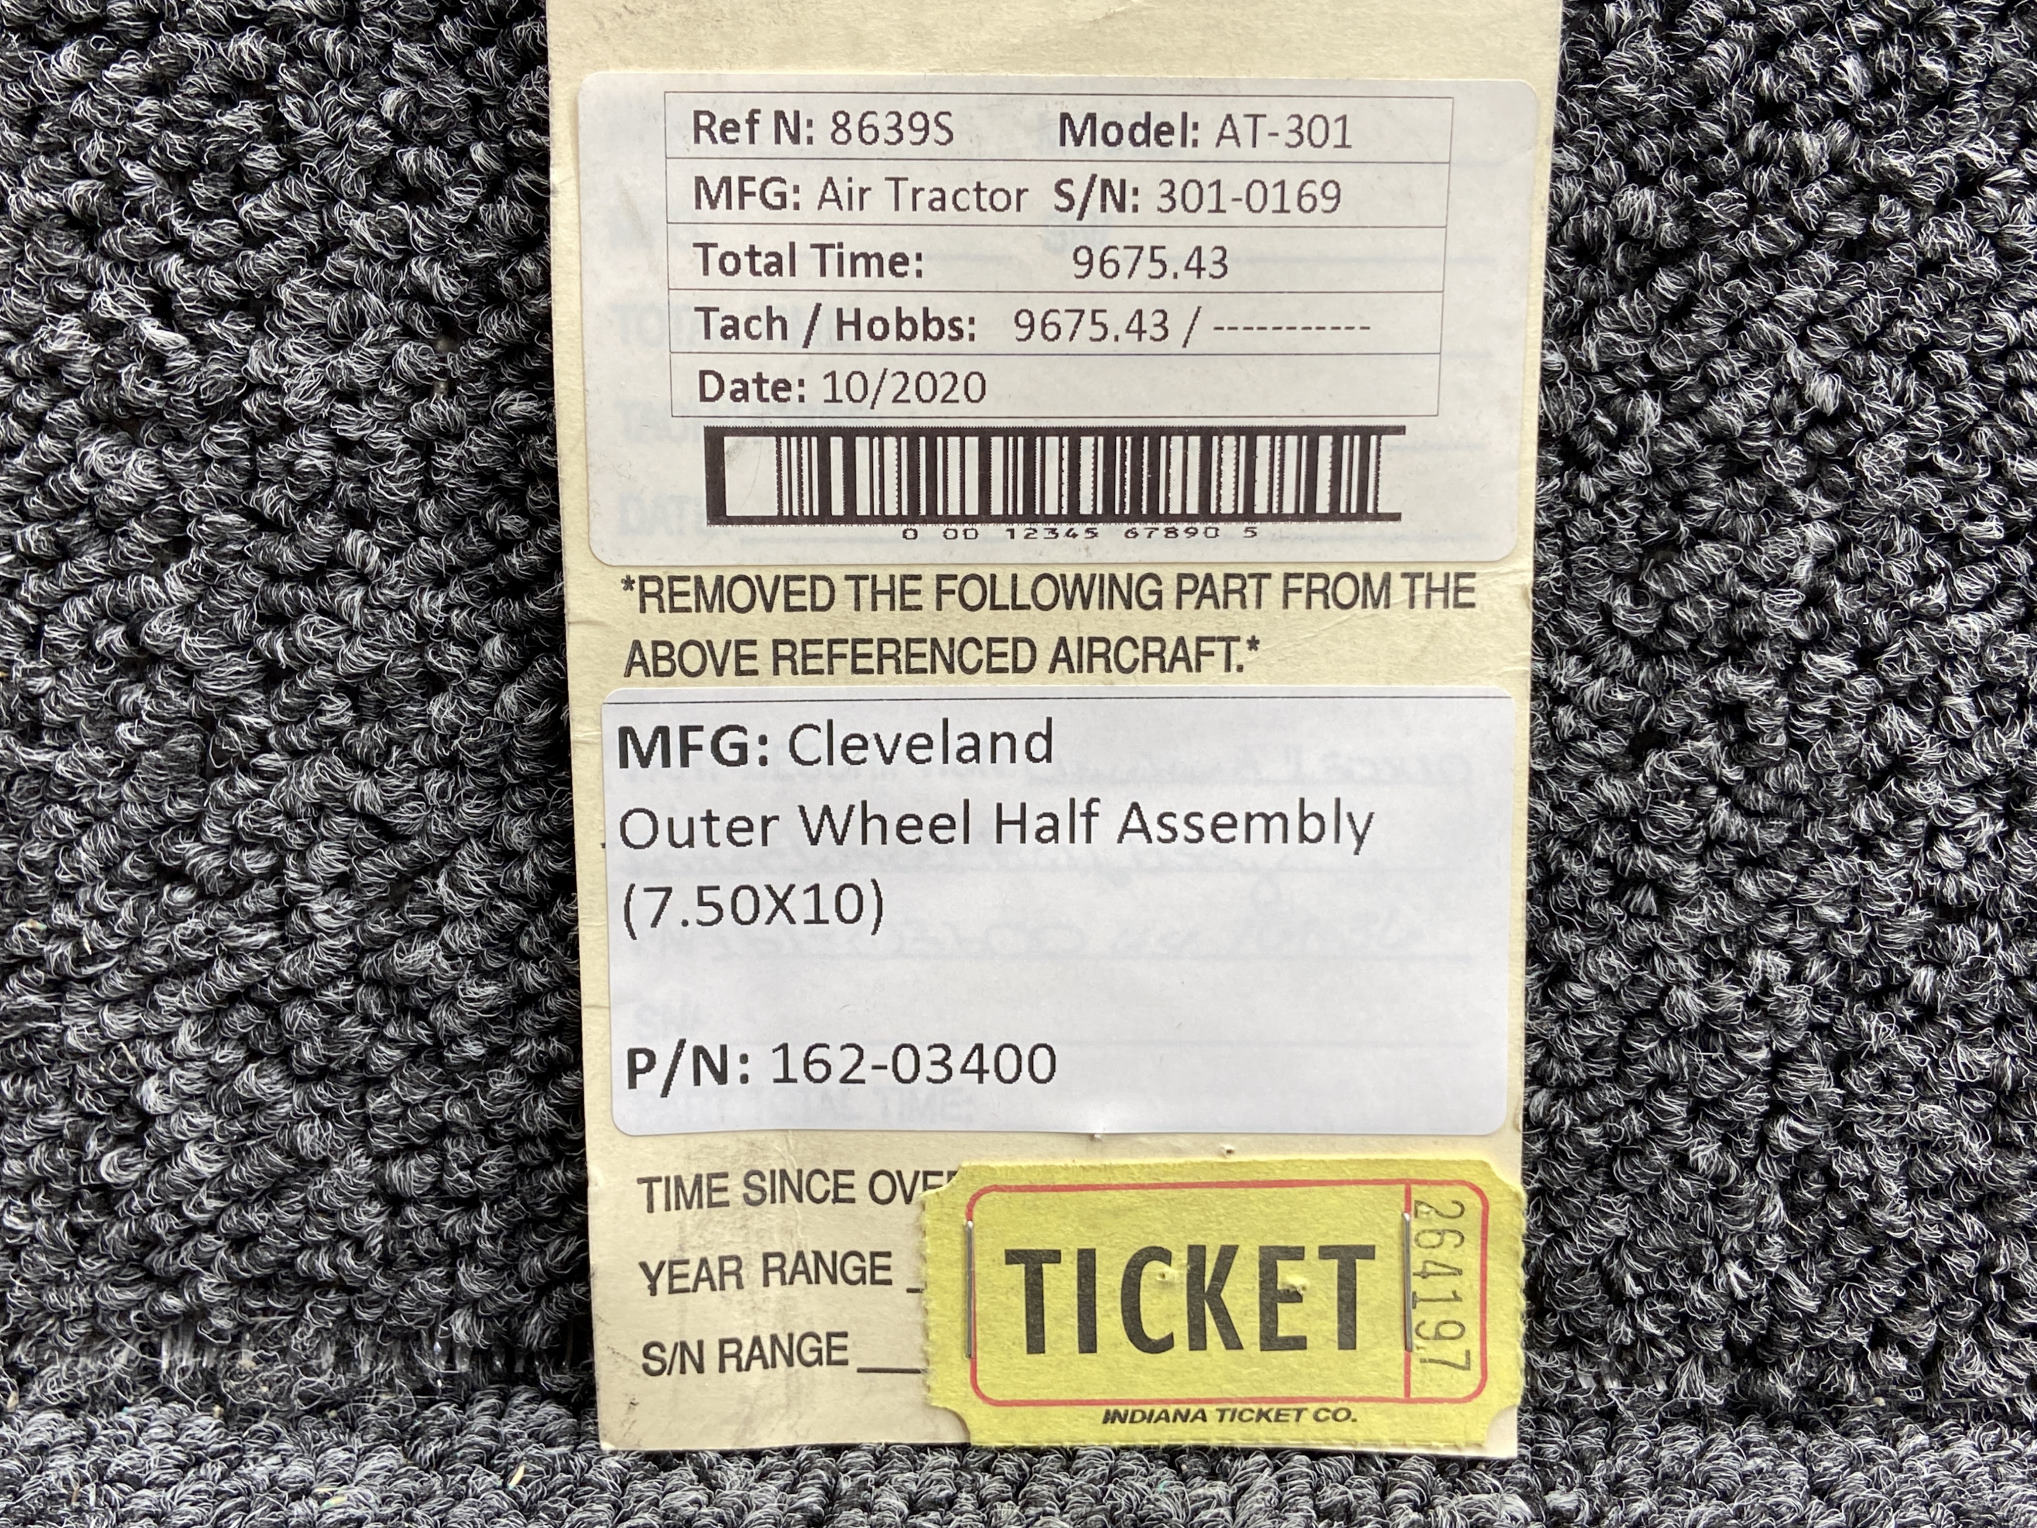 Ref N: 8639S Model: AT-301
MFG: Air Tractor S/N: 301-0169
Total Time: 9675.43
Tach / Hobbs: 9675.43 / -----------
Date: 10/2020
0 00 12345 67890 5
*REMOVED THE FOLLOWING PART FROM THE
ABOVE REFERENCED AIRCRAFT.*
MFG: Cleveland
Outer Wheel Half Assembly
(7.50X10)
P/N: 162-03400
TIME SINCE OVE
YEAR RANGE _
S/N RANGE ___
TICKET
264197
INDIANA TICKET CO.